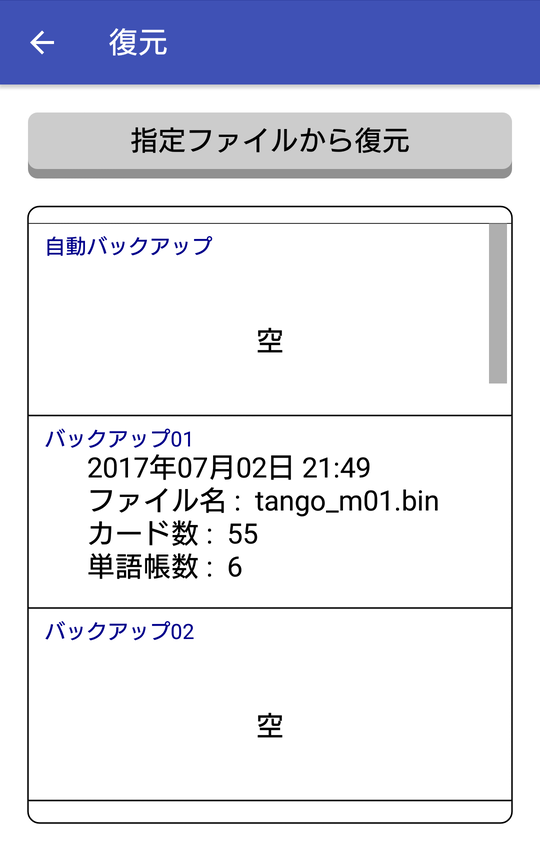 復元
指定ファイルから復元
自動バックアップ
空
バックアップ01
2017年07月02日 21:49
ファイル名 : tango_m01.bin
カード数 : 55
単語帳数 : 6
バックアップ02
空